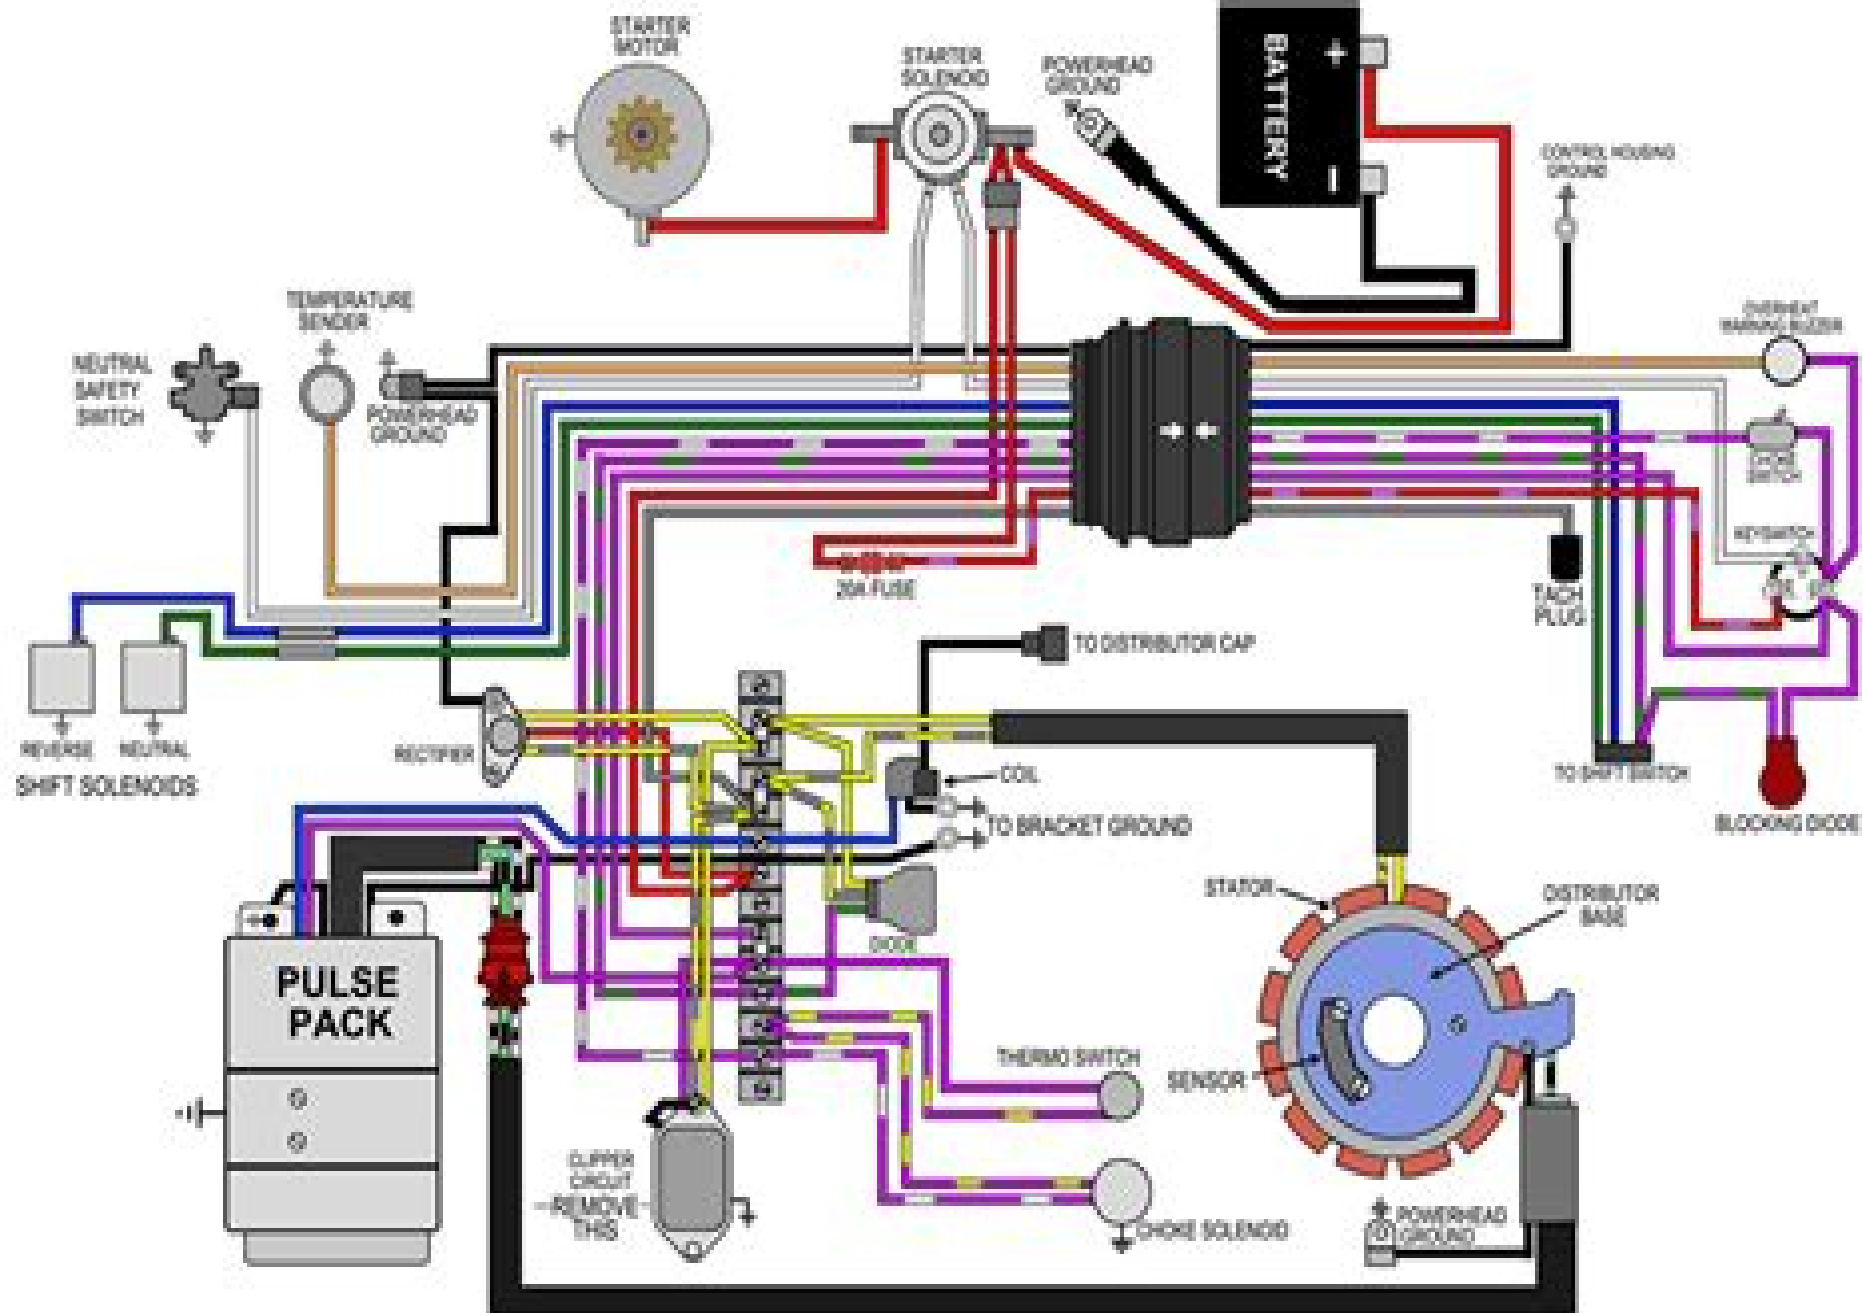 STARTER
MOTOR
STARTER
SOLENOID
POWERHEAD
GROUND
BATTERY
+
−
CONTROL HOUSING
GROUND
TEMPERATURE
SENDER
NEUTRAL
SAFETY
SWITCH
POWERHEAD
GROUND
OVERHEAT
WARNING BUZZER
SWITCH
KEYSWITCH
20A FUSE
TACH
PLUG
TO DISTRIBUTOR CAP
REVERSE
NEUTRAL
SHIFT SOLENOIDS
RECTIFIER
COIL
TO BRACKET GROUND
TO SHIFT SWITCH
BLOCKING DIODE
STATOR
DISTRIBUTOR
BASE
DIODE
PULSE
PACK
THERMO SWITCH
SENSOR
CLIPPER
CIRCUIT
REMOVE
THIS
CHOKE SOLENOID
POWERHEAD
GROUND